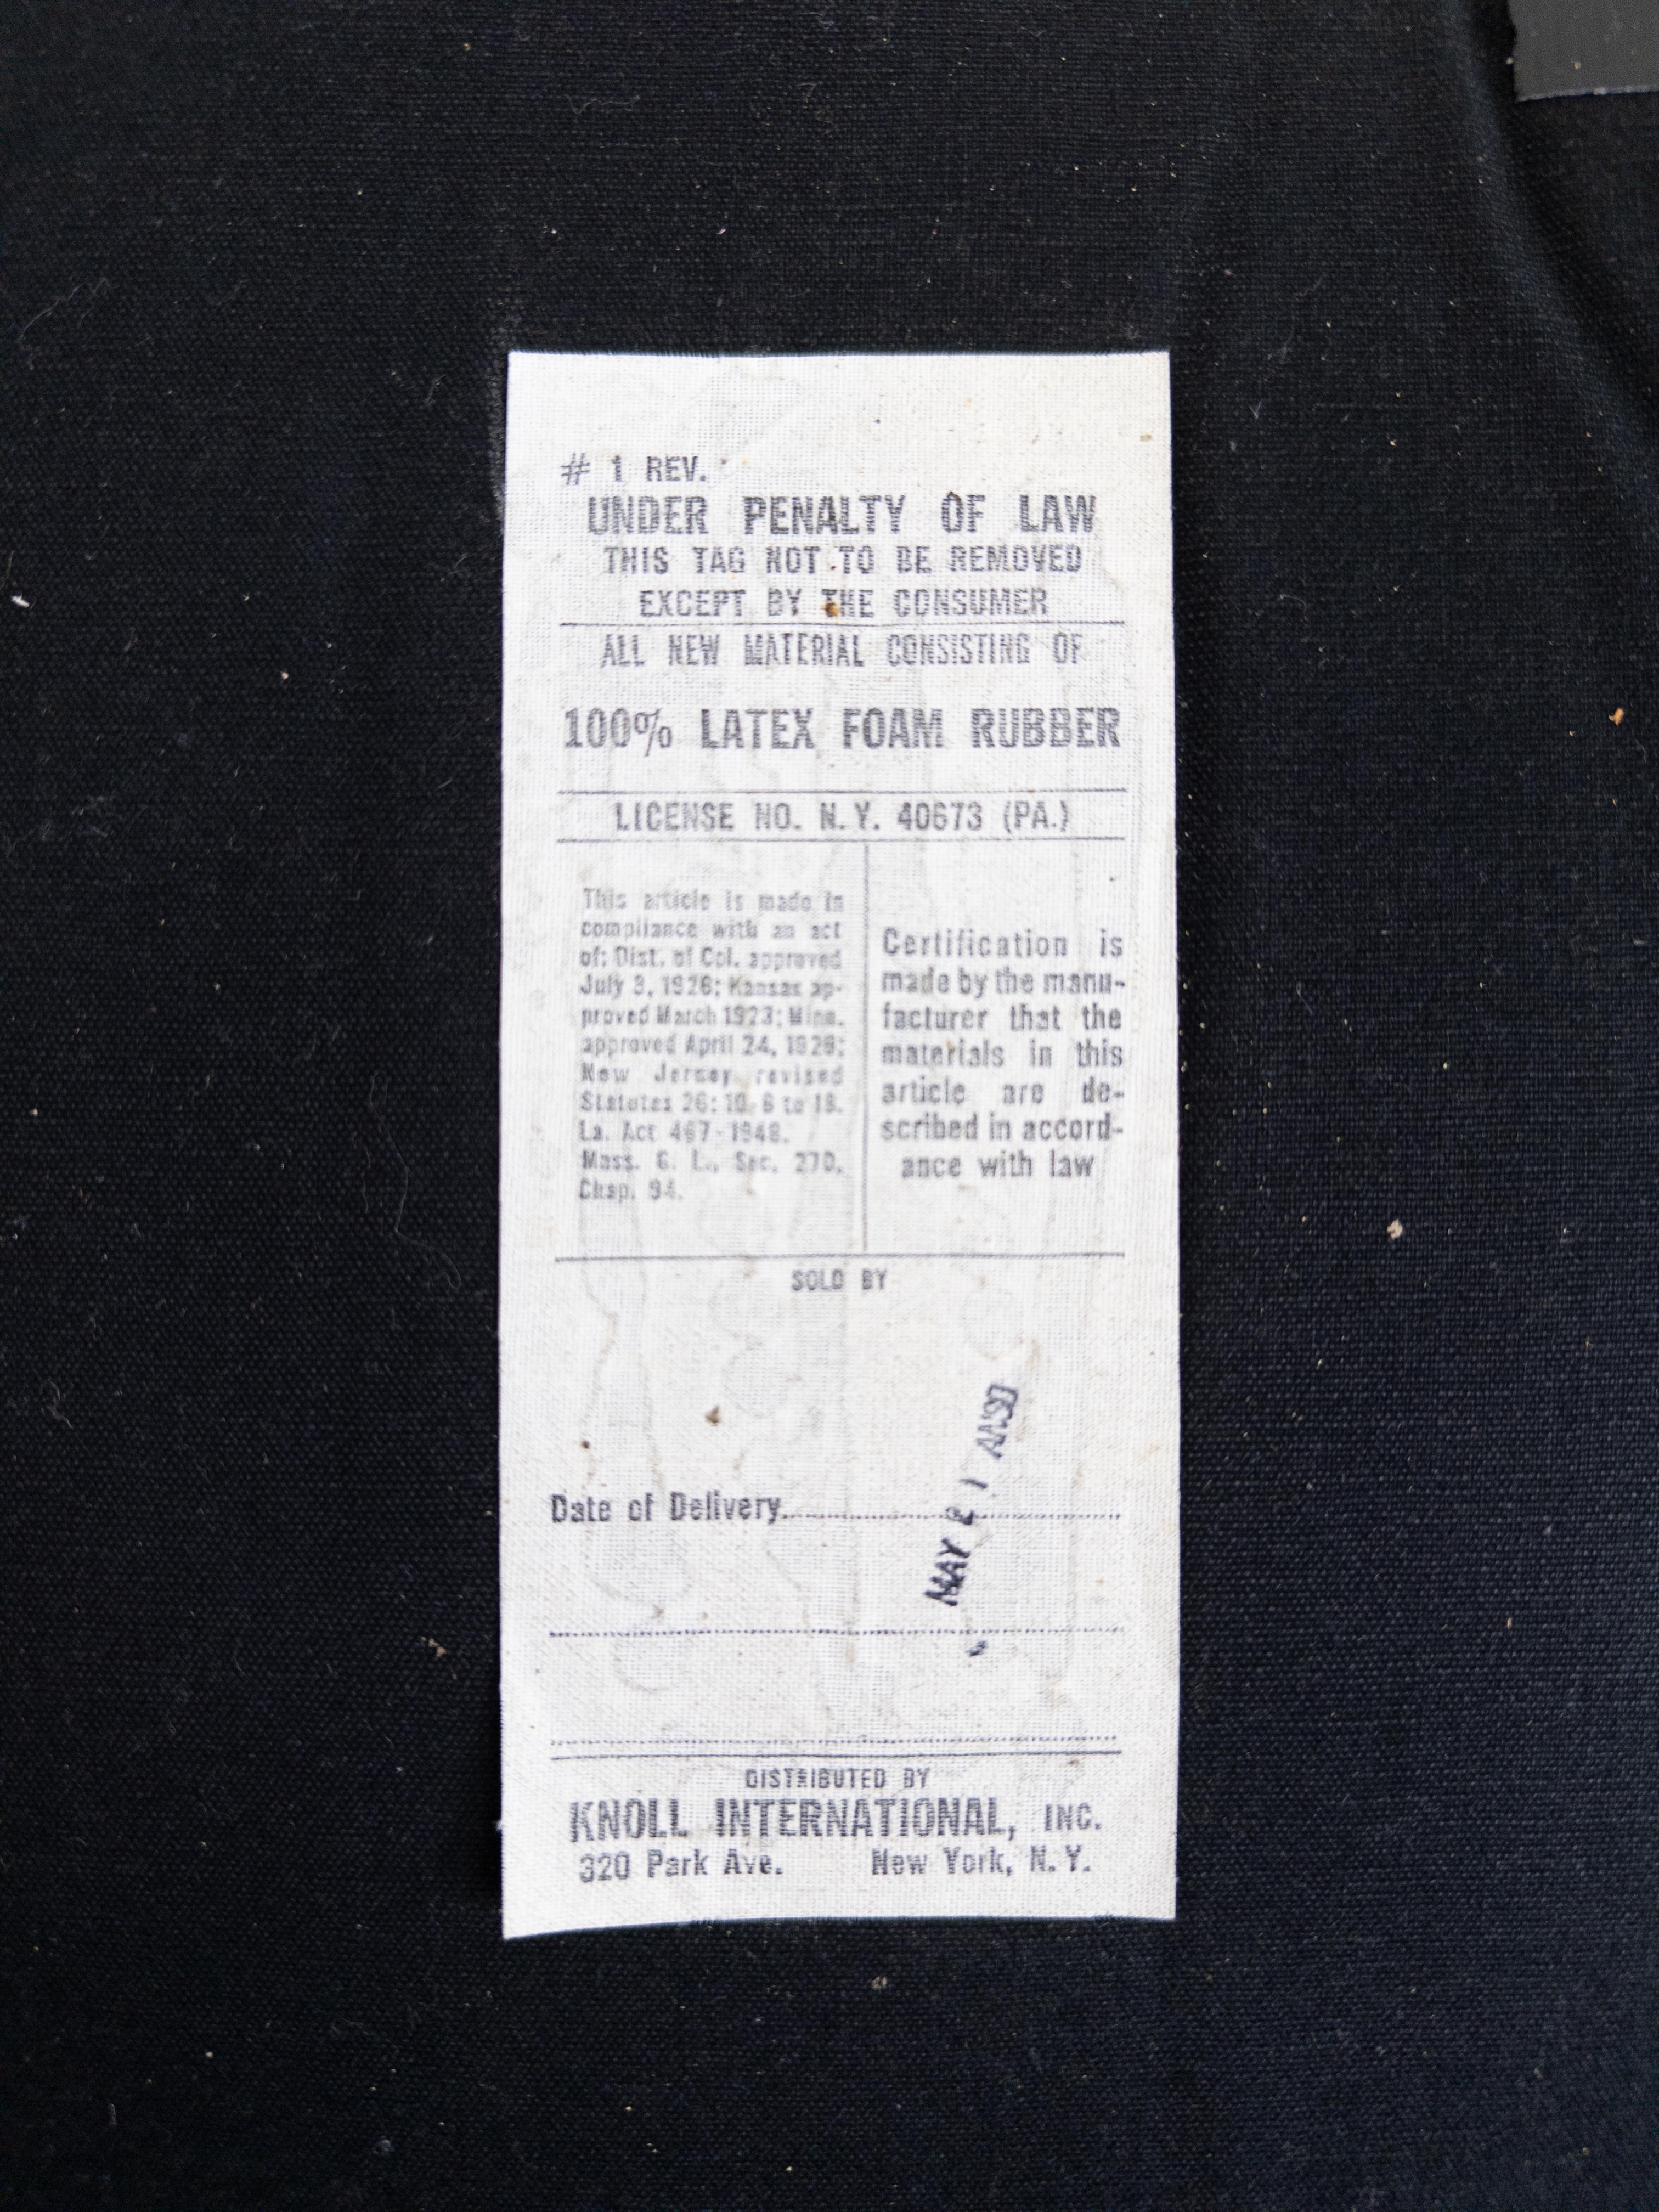 # 1 REV.
UNDER PENALTY OF LAW
THIS TAG NOT TO BE REMOVED
EXCEPT BY THE CONSUMER
ALL NEW MATERIAL CONSISTING OF
100% LATEX FOAM RUBBER
LICENSE NO. N.Y. 40673 (PA.)
This article is made in
compliance with an act
of: Dist. of Col. approved
July 3, 1926; Kansas ap-
proved March 1923; Minn.
approved April 24, 1929;
New Jersey revised
Statutes 26: 10-6 to 18.
La. Act 467-1948.
Mass. G. L., Sec. 270,
Chap. 94.
Certification is
made by the manu-
facturer that the
materials in this
article are de-
scribed in accord-
ance with law
SOLD BY
MAY 21
Date of Delivery
DISTRIBUTED BY
KNOLL INTERNATIONAL, INC.
320 Park Ave. New York, N.Y.